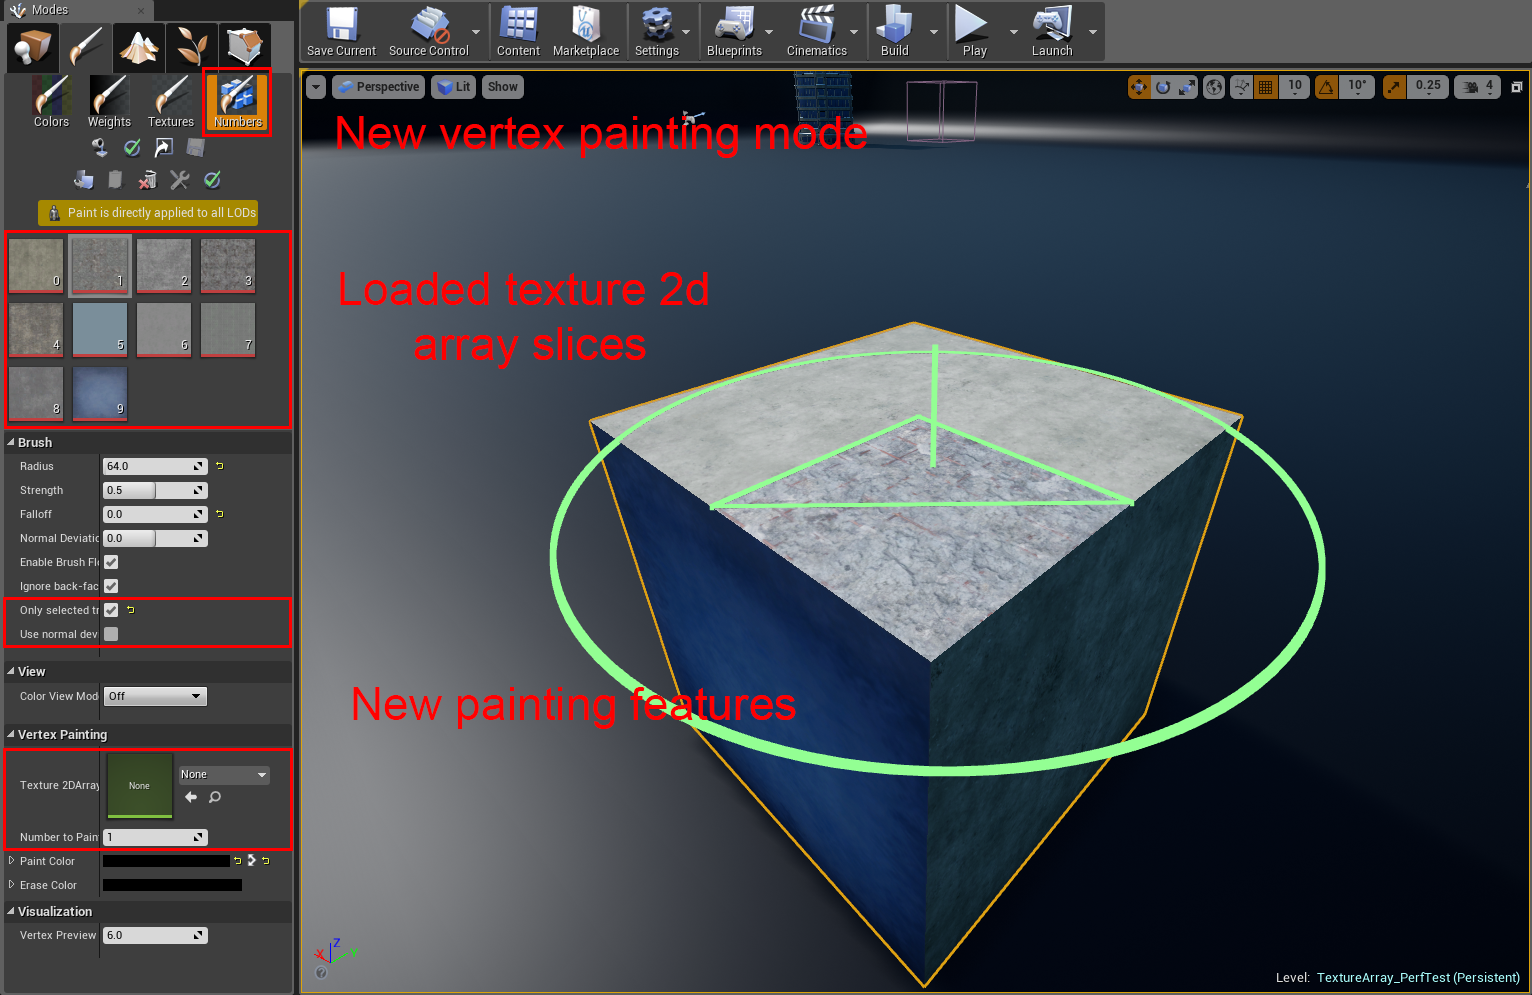 Modes
Save Current
Source Control
Content
Marketplace
Settings
Blueprints
Cinematics
Build
Play
Launch
Colors
Weights
Textures
Numbers
Perspective
Lit
Show
10
10°
0.25
4
New vertex painting mode
Paint is directly applied to all LODs
0
1
2
3
4
5
6
7
8
9
Loaded texture 2d
array slices
Brush
Radius
64.0
Strength
0.5
Falloff
0.0
Normal Deviatio
0.0
Enable Brush Fl
Ignore back-fac
Only selected tr
Use normal dev
View
Color View Mod
Off
New painting features
Vertex Painting
Texture 2DArray
None
None
Number to Pain
1
Paint Color
Erase Color
Visualization
Vertex Preview
6.0
X
Z
Y
?
Level: TextureArray_PerfTest (Persistent)